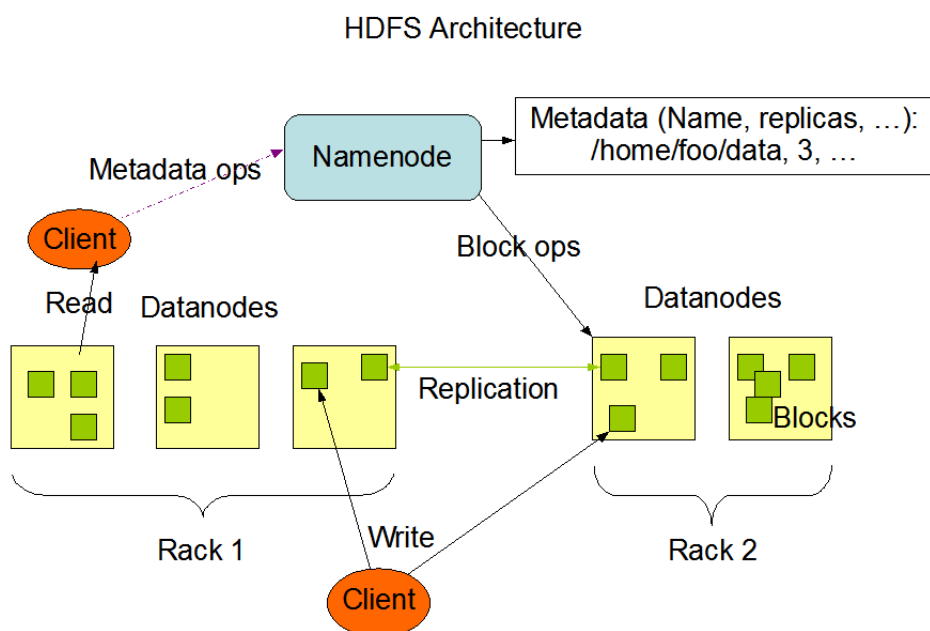 HDFS Architecture
Metadata (Name, replicas, …):
/home/foo/data, 3, …
Namenode
Metadata ops
Client
Block ops
Read
Datanodes
Datanodes
Replication
Blocks
Rack 1
Write
Rack 2
Client